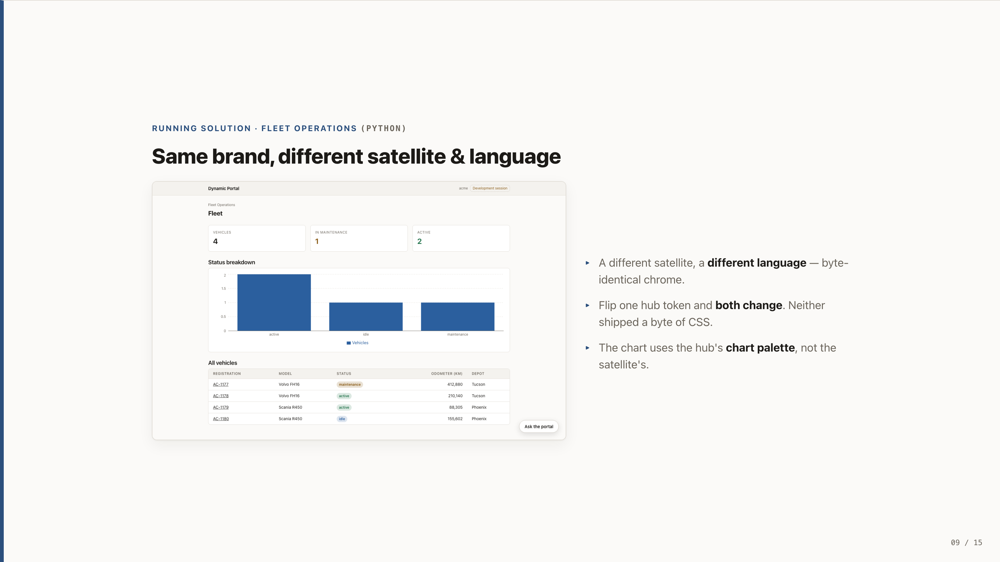 RUNNING SOLUTION · FLEET OPERATIONS (PYTHON)
Same brand, different satellite & language
Dynamic Portal
acme Development session
Fleet Operations
Fleet
VEHICLES
4
IN MAINTENANCE
1
ACTIVE
2
Status breakdown
2
1.5
1
0.5
0
active idle maintenance
Vehicles
All vehicles
REGISTRATION MODEL STATUS ODOMETER (KM) DEPOT
AC-1177 Volvo FH16 maintenance 412,880 Tucson
AC-1178 Volvo FH16 active 210,140 Tucson
AC-1179 Scania R450 active 88,305 Phoenix
AC-1180 Scania R450 idle 155,602 Phoenix
Ask the portal
A different satellite, a different language — byte-
identical chrome.
Flip one hub token and both change. Neither
shipped a byte of CSS.
The chart uses the hub's chart palette, not the
satellite's.
09 / 15